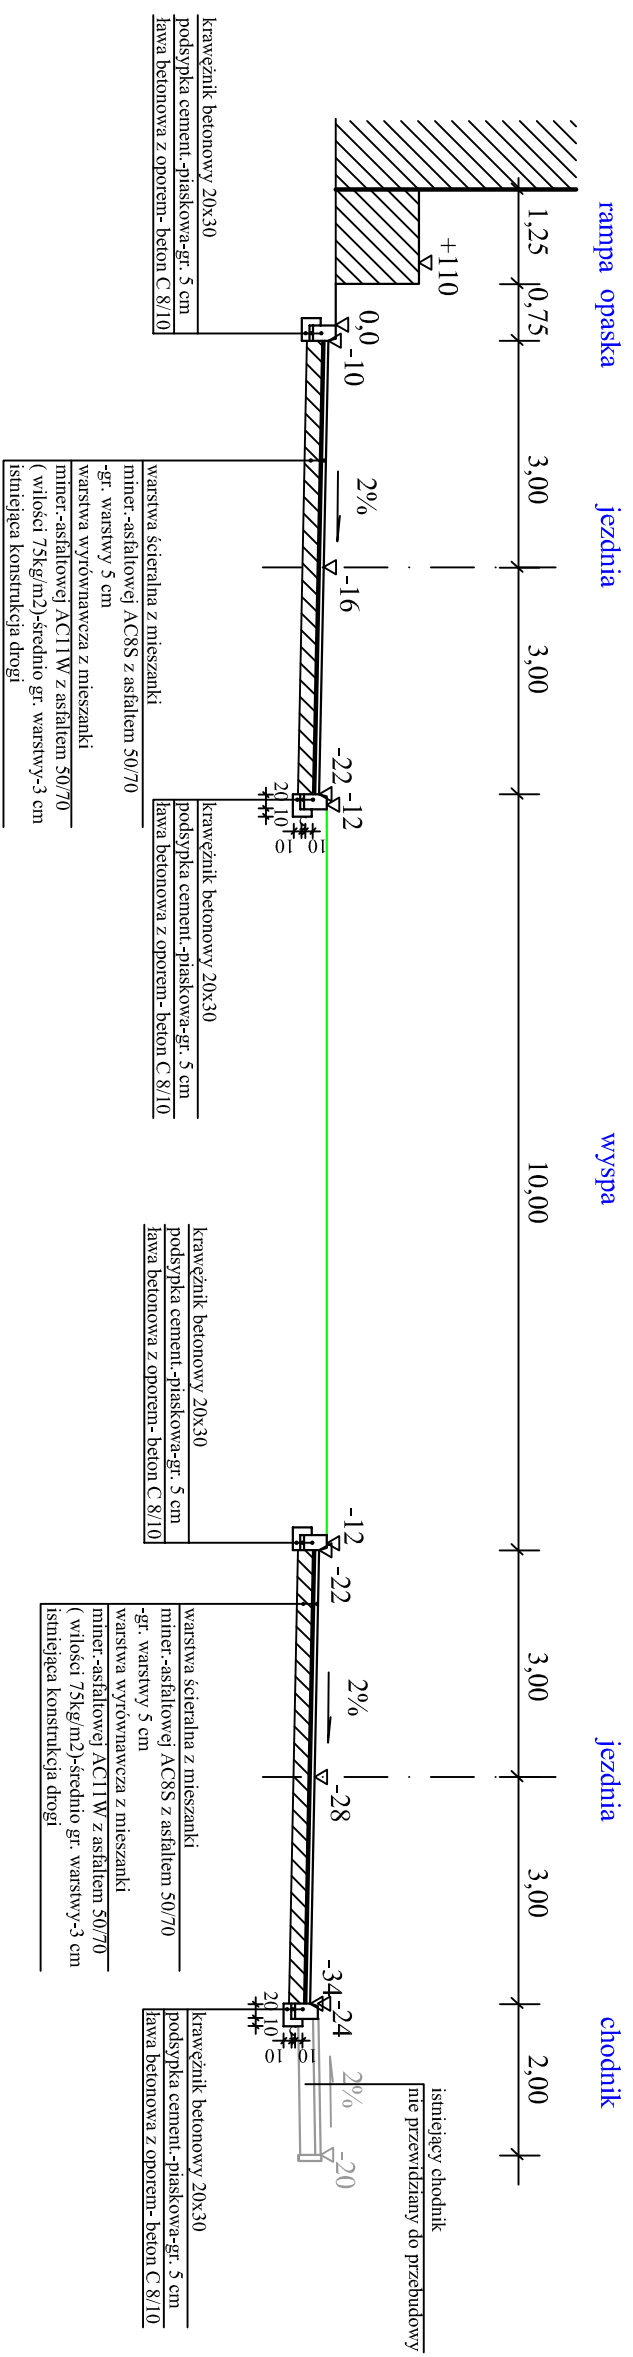 rampa opaska jezdnia wyspa jezdnia chodnik
1,25 0,75 3,00 3,00 10,00 3,00 3,00 2,00
+110
0,0
-10
2%
-16
-22
-12
-12
-22
2%
-28
-34
-24
2%
-20
istniejący chodnik
nie przewidziany do przebudowy
krawężnik betonowy 20x30
podsypka cement.-piaskowa-gr. 5 cm
ława betonowa z oporem- beton C 8/10
warstwa ścieralna z mieszanki
miner.-asfaltowej AC8S z asfaltem 50/70
-gr. warstwy 5 cm
warstwa wyrównawcza z mieszanki
miner.-asfaltowej AC11W z asfaltem 50/70
( wilości 75kg/m2)-średnio gr. warstwy-3 cm
istniejąca konstrukcja drogi
20 10
10
10
krawężnik betonowy 20x30
podsypka cement.-piaskowa-gr. 5 cm
ława betonowa z oporem- beton C 8/10
krawężnik betonowy 20x30
podsypka cement.-piaskowa-gr. 5 cm
ława betonowa z oporem- beton C 8/10
warstwa ścieralna z mieszanki
miner.-asfaltowej AC8S z asfaltem 50/70
-gr. warstwy 5 cm
warstwa wyrównawcza z mieszanki
miner.-asfaltowej AC11W z asfaltem 50/70
( wilości 75kg/m2)-średnio gr. warstwy-3 cm
istniejąca konstrukcja drogi
20 10
10
10
krawężnik betonowy 20x30
podsypka cement.-piaskowa-gr. 5 cm
ława betonowa z oporem- beton C 8/10